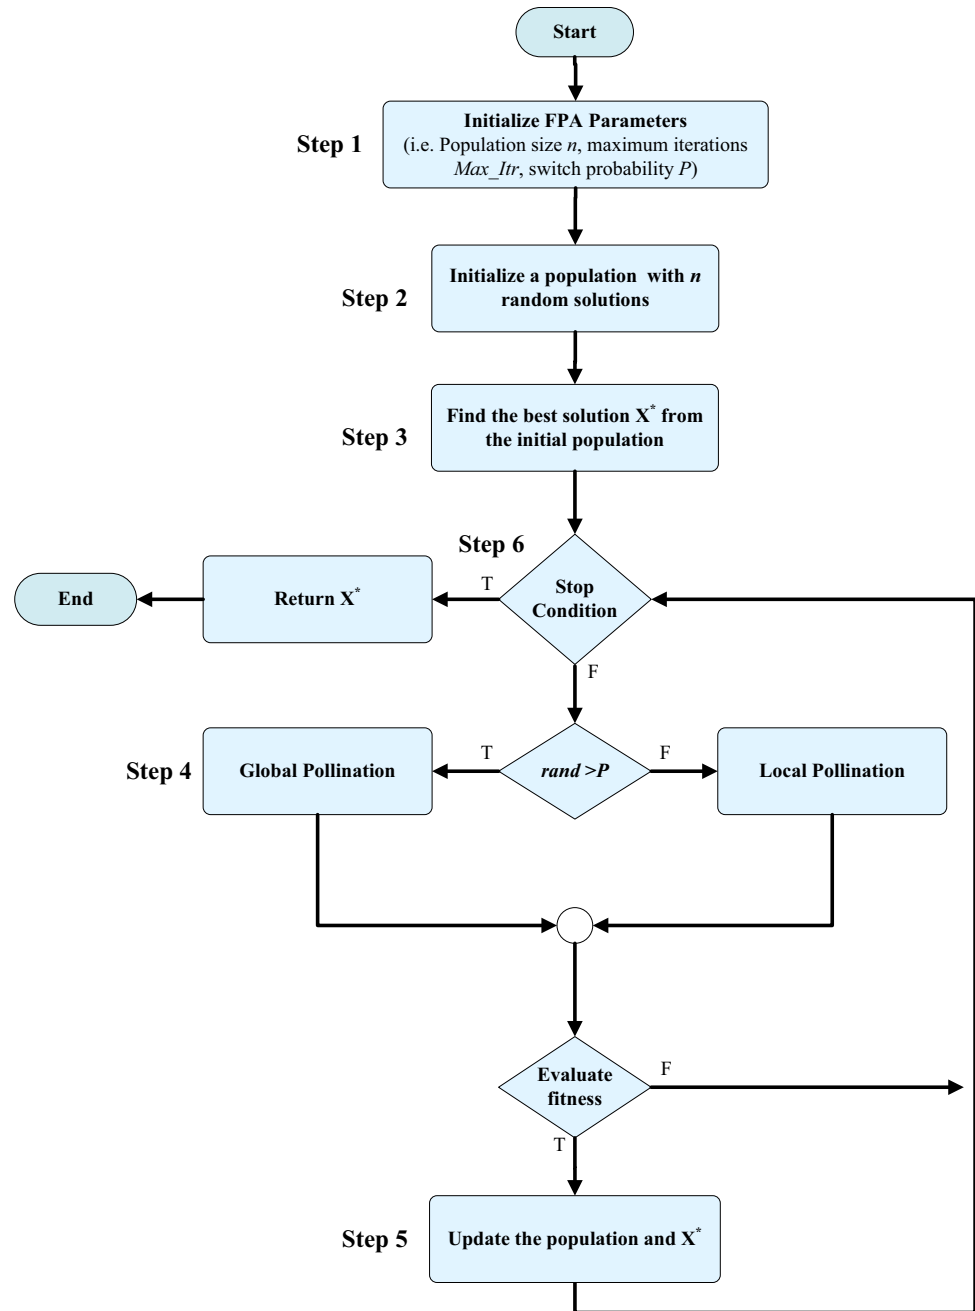 Start
Step 1
Initialize FPA Parameters
(i.e. Population size n, maximum iterations
Max_Itr, switch probability P)
Step 2
Initialize a population with n
random solutions
Step 3
Find the best solution X* from
the initial population
Step 6
Stop
Condition
T
Return X*
End
F
Step 4
Global Pollination
T
rand >P
F
Local Pollination
Evaluate
fitness
F
T
Step 5
Update the population and X*